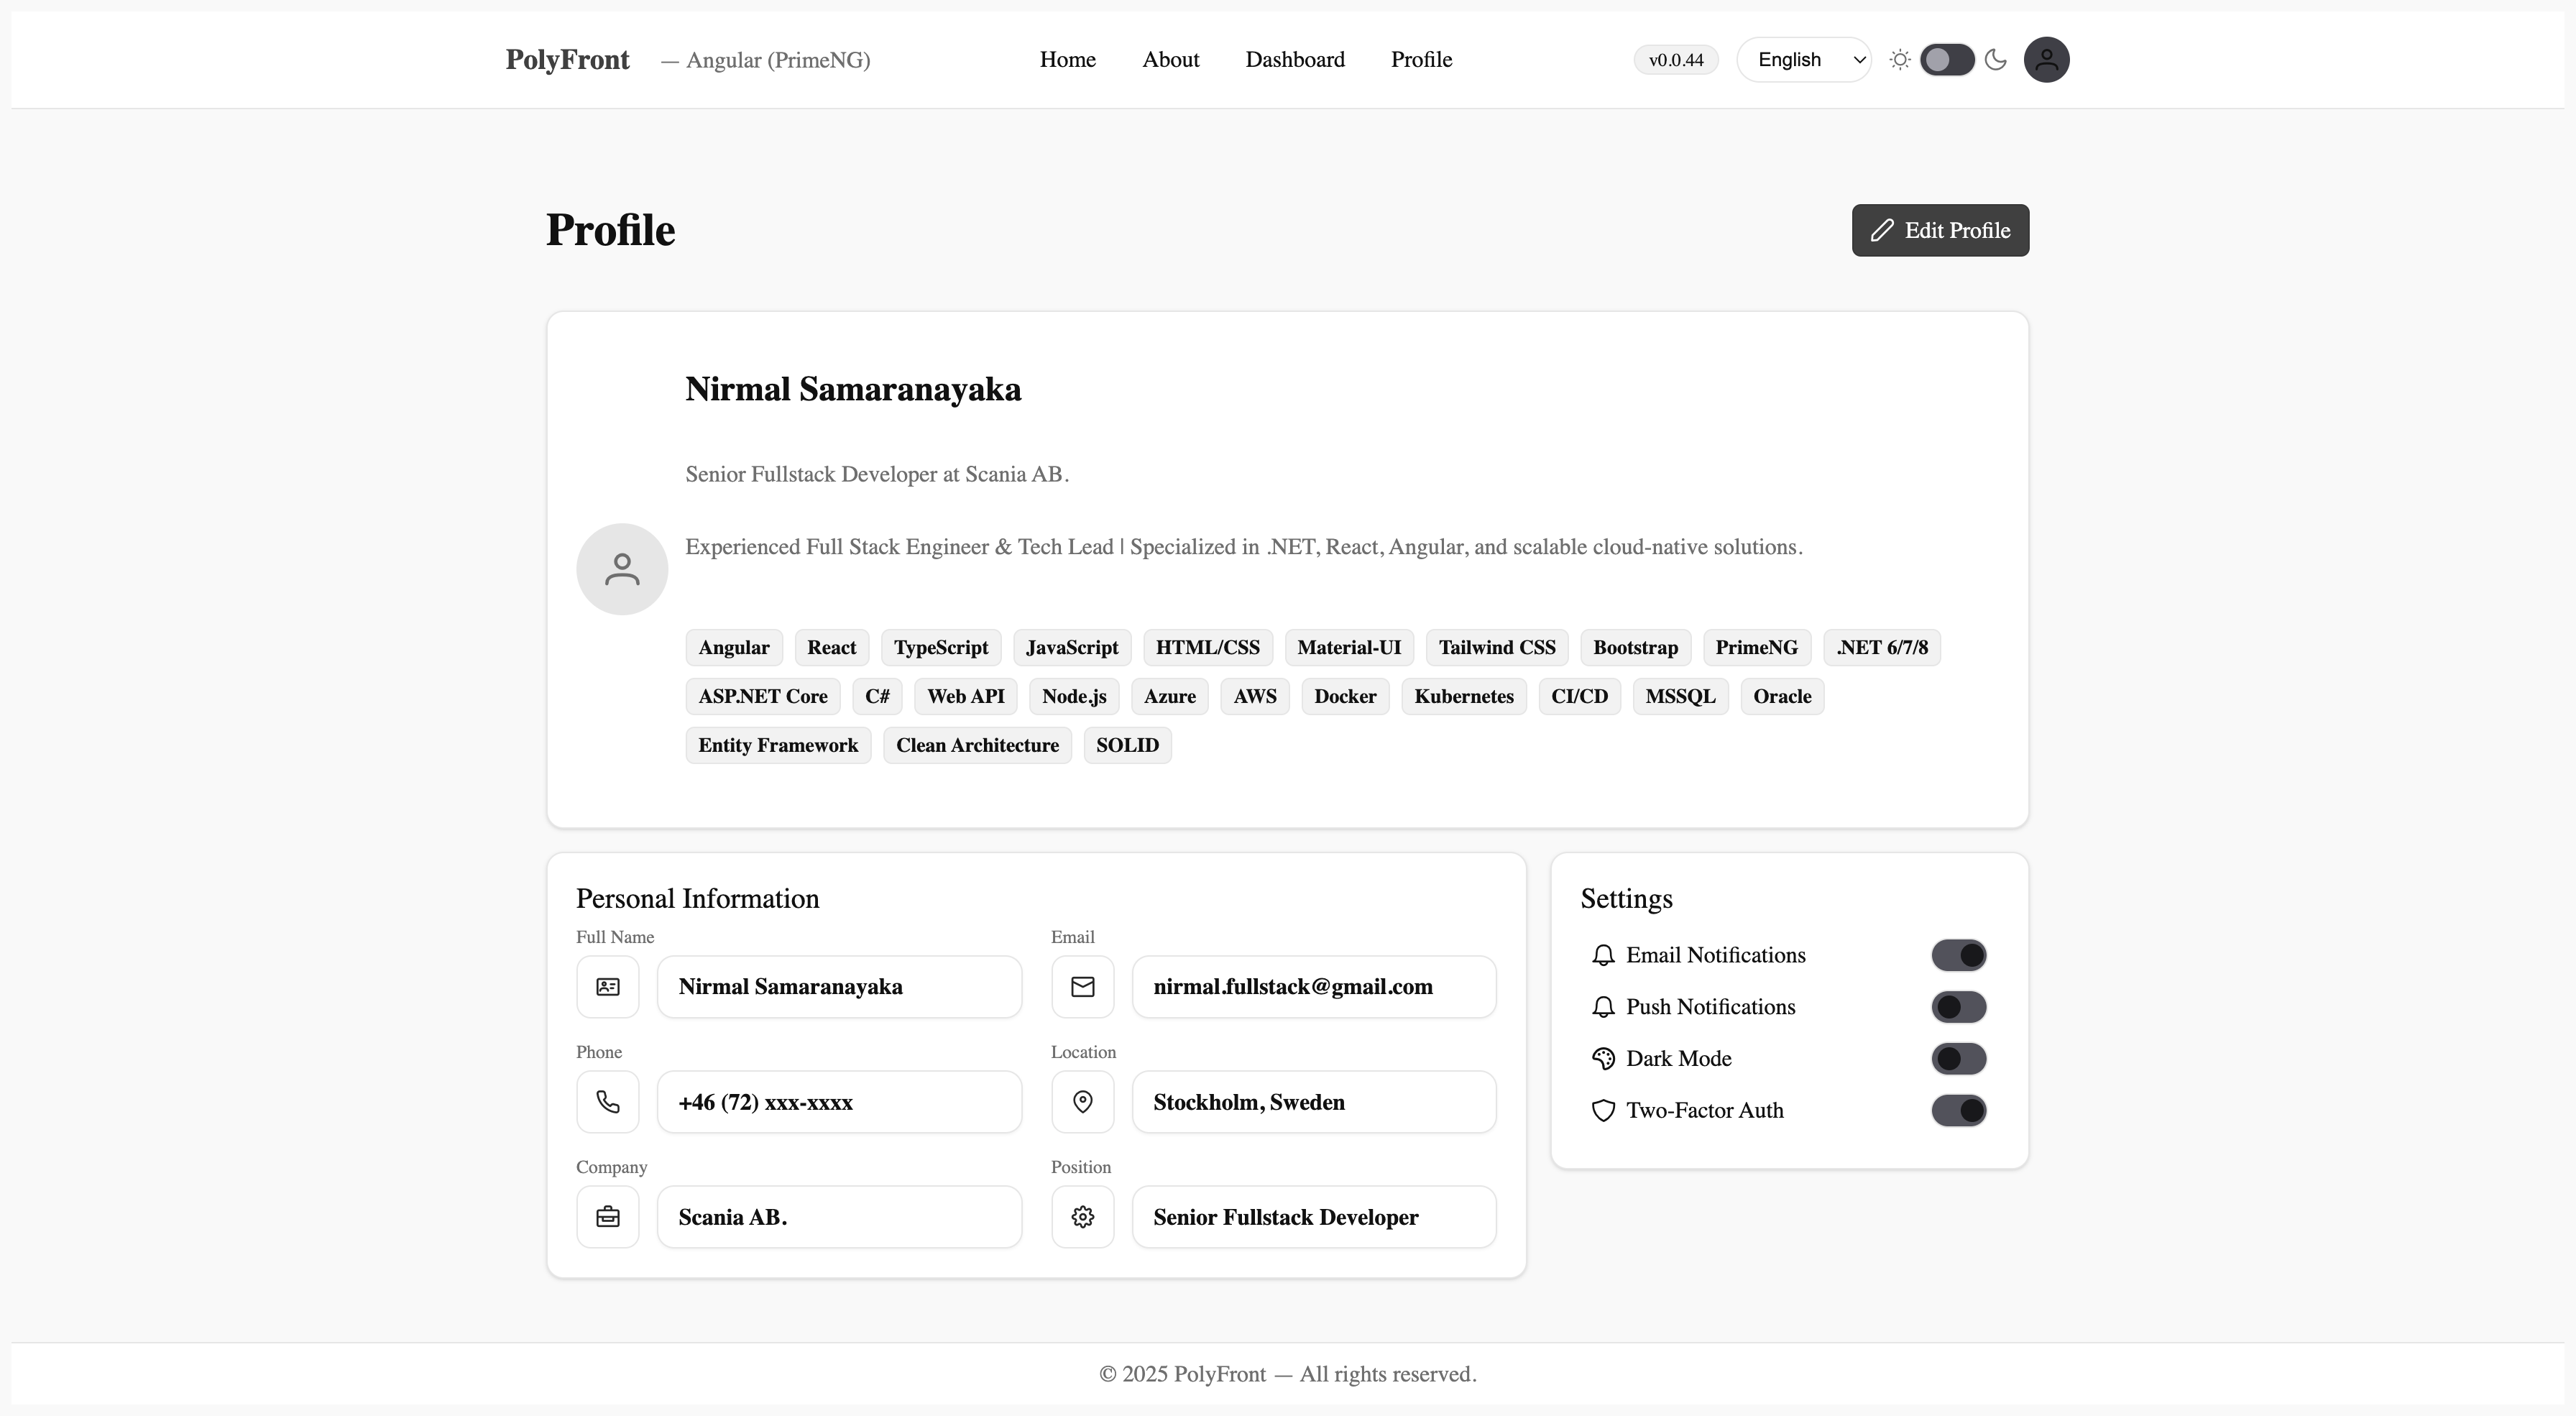 PolyFront — Angular (PrimeNG) Home About Dashboard Profile v0.0.44 English
Profile
Edit Profile
Nirmal Samaranayaka
Senior Fullstack Developer at Scania AB.
Experienced Full Stack Engineer & Tech Lead | Specialized in .NET, React, Angular, and scalable cloud-native solutions.
Angular React TypeScript JavaScript HTML/CSS Material-UI Tailwind CSS Bootstrap PrimeNG .NET 6/7/8
ASP.NET Core C# Web API Node.js Azure AWS Docker Kubernetes CI/CD MSSQL Oracle
Entity Framework Clean Architecture SOLID
Personal Information
Full Name
Nirmal Samaranayaka
Email
nirmal.fullstack@gmail.com
Phone
+46 (72) xxx-xxxx
Location
Stockholm, Sweden
Company
Scania AB.
Position
Senior Fullstack Developer
Settings
Email Notifications
Push Notifications
Dark Mode
Two-Factor Auth
© 2025 PolyFront — All rights reserved.